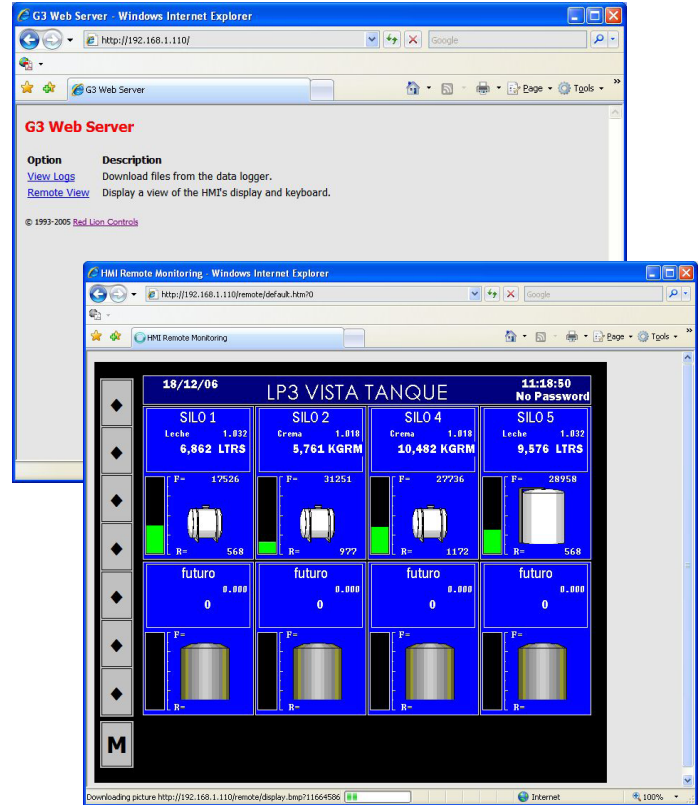 G3 Web Server - Windows Internet Explorer
http://192.168.1.110/
Google
G3 Web Server
Page
Tools
G3 Web Server
Option Description
View Logs Download files from the data logger.
Remote View Display a view of the HMI's display and keyboard.
© 1993-2005 Red Lion Controls
HMI Remote Monitoring - Windows Internet Explorer
http://192.168.1.110/remote/default.htm?0
Google
HMI Remote Monitoring
Page
Tools
18/12/06 LP3 VISTA TANQUE 11:18:50
No Password
SILO 1 SILO 2 SILO 4 SILO 5
Leche 1.032 Crema 1.018 Crema 1.018 Leche 1.032
6,862 LTRS 5,761 KGRM 10,482 KGRM 9,576 LTRS
F= 17526 F= 31251 F= 27736 F= 28958
R= 568 R= 977 R= 1172 R= 568
futuro futuro futuro futuro
0.000 0.000 0.000 0.000
0 0 0 0
F= F= F= F=
R= R= R= R=
M
Downloading picture http://192.168.1.110/remote/display.bmp?11664586
Internet
100%